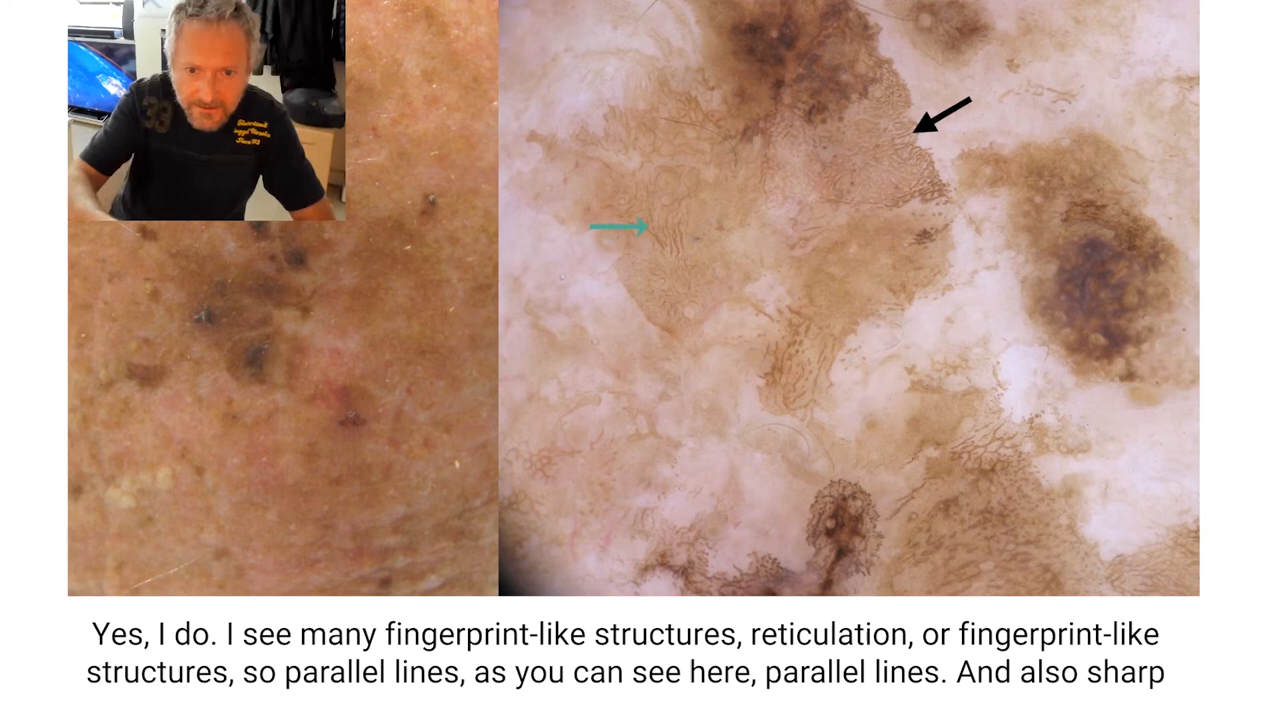 33
Yes, I do. I see many fingerprint-like structures, reticulation, or fingerprint-like
structures, so parallel lines, as you can see here, parallel lines. And also sharp